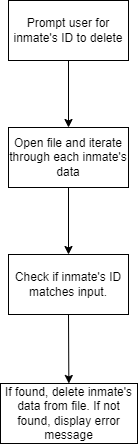 Prompt user for
inmate's ID to delete
Open file and iterate
through each inmate's
data
Check if inmate's ID
matches input.
If found, delete inmate's
data from file. If not
found, display error
message